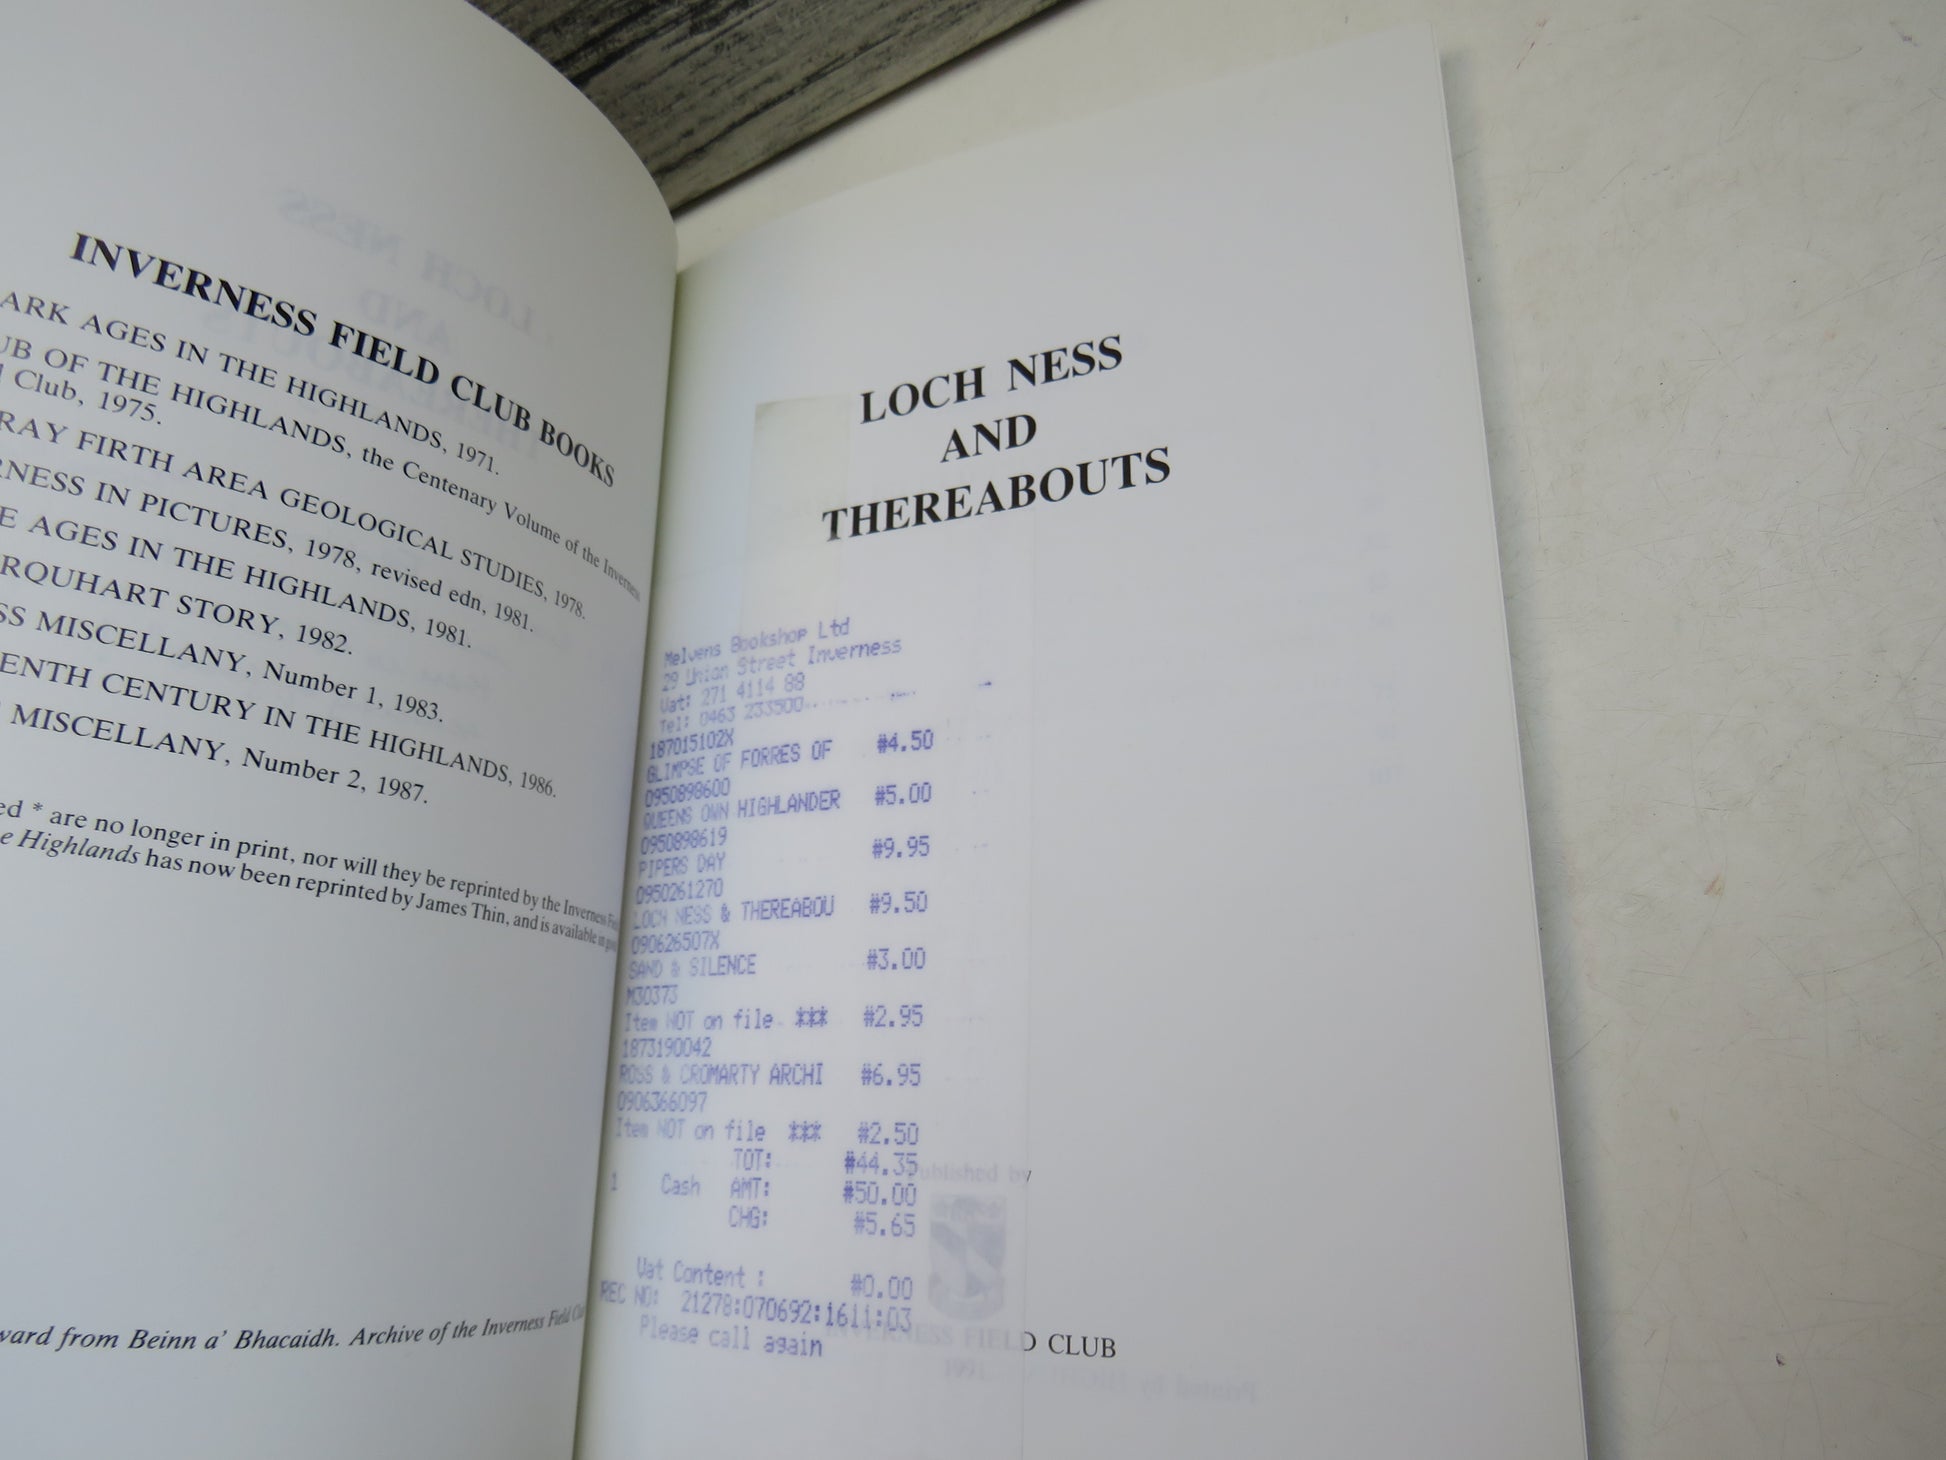 INVERNESS FIELD CLUB BOOKS
ARK AGES IN THE HIGHLANDS, 1971.
UB OF THE HIGHLANDS, the Centenary Volume of the Inverness
Club, 1975.
RAY FIRTH AREA GEOLOGICAL STUDIES, 1978.
RNESS IN PICTURES, 1978, revised edn, 1981.
E AGES IN THE HIGHLANDS, 1981.
RQUHART STORY, 1982.
SS MISCELLANY, Number 1, 1983.
ENTH CENTURY IN THE HIGHLANDS, 1986.
MISCELLANY, Number 2, 1987.
ed * are no longer in print, nor will they be reprinted by the Inverness Fiel
e Highlands has now been reprinted by James Thin, and is available in
ward from Beinn a' Bhacaidh. Archive of the Inverness Field Clu
LOCH NESS
AND
THEREABOUTS
Melvens Bookshop Ltd
29 Union Street Inverness
Vat: 271 4114 88
Tel: 0463 233500
187015102X
GLIMPSE OF FORRES OF #4.50
0950898600
QUEENS OWN HIGHLANDER #5.00
0950898619
PIPERS DAY #9.95
0950261270
LOCH NESS & THEREABOU #9.50
090626507X
SAND & SILENCE #3.00
M30373
Item NOT on file *** #2.95
1873190042
ROSS & CROMARTY ARCHI #6.95
0906366097
Item NOT on file *** #2.50
TOT: #44.35
1 Cash AMT: #50.00
CHG: #5.65
Vat Content : #0.00
REC NO: 21278:070692:1611:03
Please call again
Published by
INVERNESS FIELD CLUB
1991